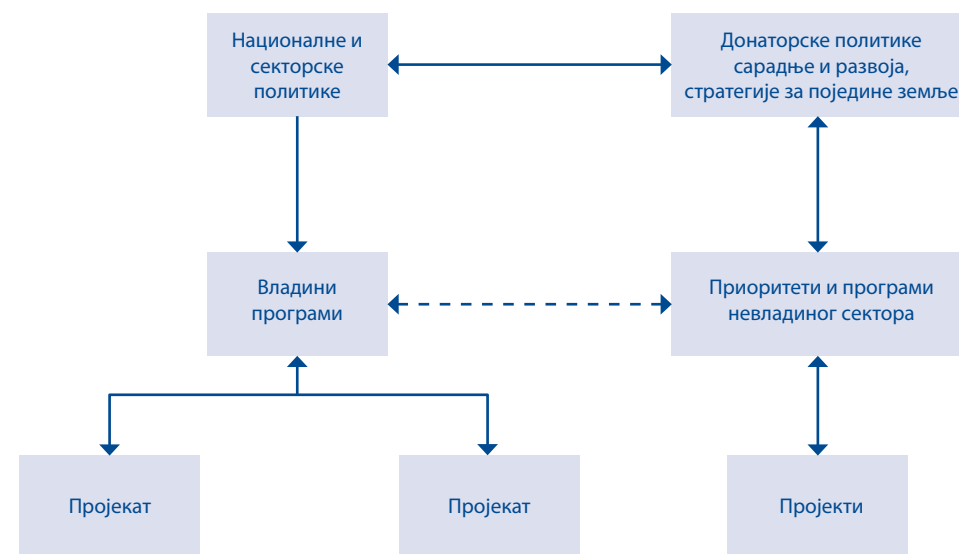 Националне и
секторске
политике
Донаторске политике
сарадње и развоја,
стратегије за поједине земље
Владини
програми
Приоритети и програми
невладиног сектора
Пројекат
Пројекат
Пројекти